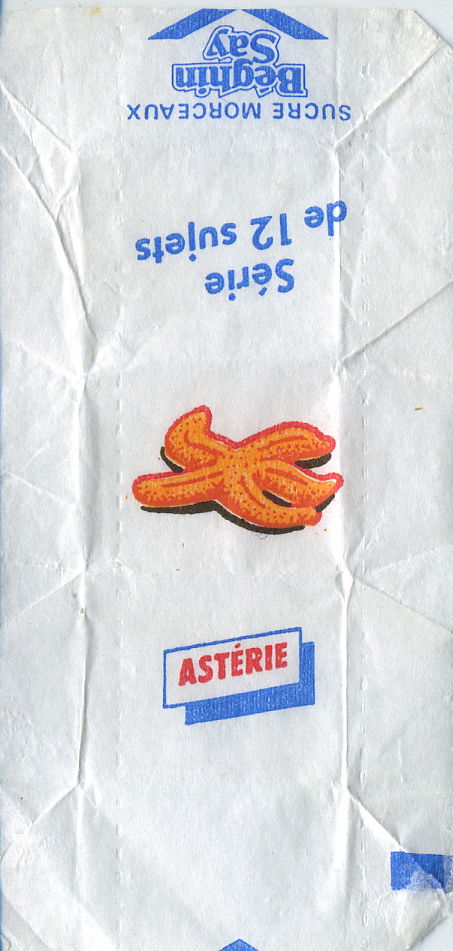 Béghin
Say
SUCRE MORCEAUX
Série
de 12 sujets
ASTÉRIE